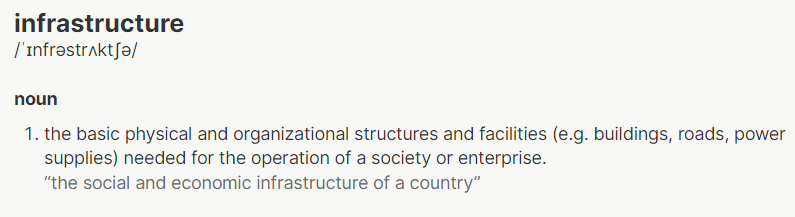 infrastructure
/ˈɪnfrəstrʌktʃə/
noun
1. the basic physical and organizational structures and facilities (e.g. buildings, roads, power
supplies) needed for the operation of a society or enterprise.
“the social and economic infrastructure of a country”